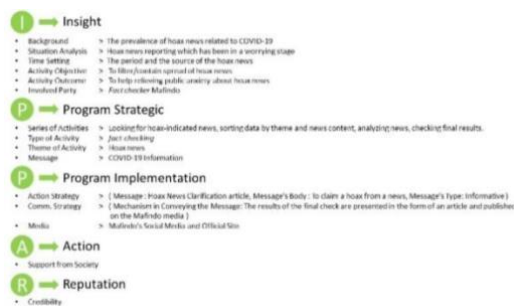 I Insight
• Background > The prevalence of hoax news related to COVID-19
• Situation Analysis > Hoax news reporting which has been in a worrying stage
• Time Setting > The period and the source of the hoax news
• Activity Objective > To filter/contain spread of hoax news
• Activity Outcome > To help relieving public anxiety about hoax news
• Involved Party > Fact checker Mafindo
P Program Strategic
• Series of Activities > Looking for hoax-indicated news, sorting data by theme and news content, analyzing news, checking final results.
• Type of Activity > fact-checking
• Theme of Activity > Hoax news
• Message > COVID-19 Information
P Program Implementation
• Action Strategy > ( Message : Hoax News Clarification article, Message's Body : To claim a hoax from a news, Message's Type: Informative )
• Comm. Strategy > ( Mechanism in Conveying the Message: The results of the final check are presented in the form of an article and published
on the Mafindo media )
• Media > Mafindo's Social Media and Official Site
A Action
• Support from Society
R Reputation
• Credibility